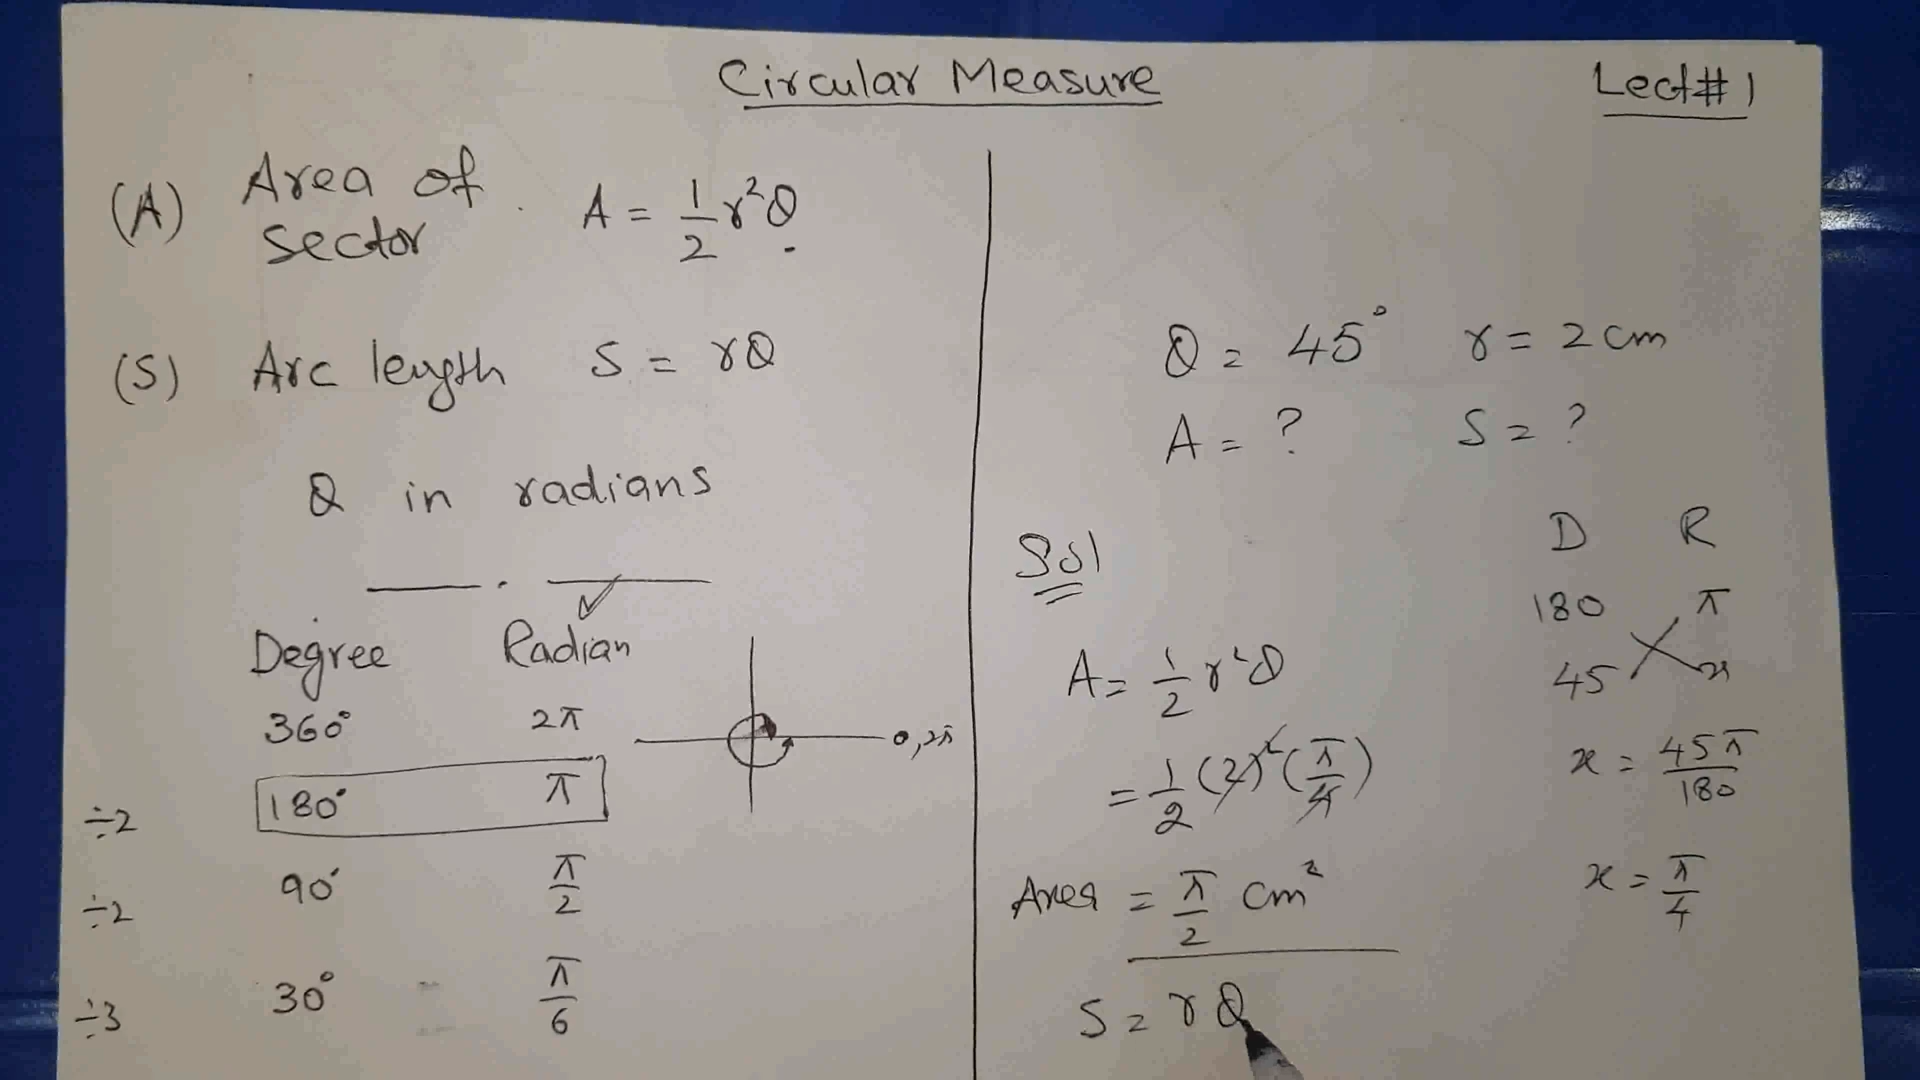 Circular Measure
Lect# 1
(A) Area of sector A = 1/2 r²θ
(S) Arc length S = rθ
θ in radians
Degree Radian
360° 2π
0, 2π
÷2 180° π
÷2 90° π/2
÷3 30° π/6
θ = 45° r = 2 cm
A = ? S = ?
Sol
A = 1/2 r²θ
= 1/2 (2)² (π/4)
Area = π/2 cm²
S = rθ
D R
180 π
45 x
x = 45π/180
x = π/4